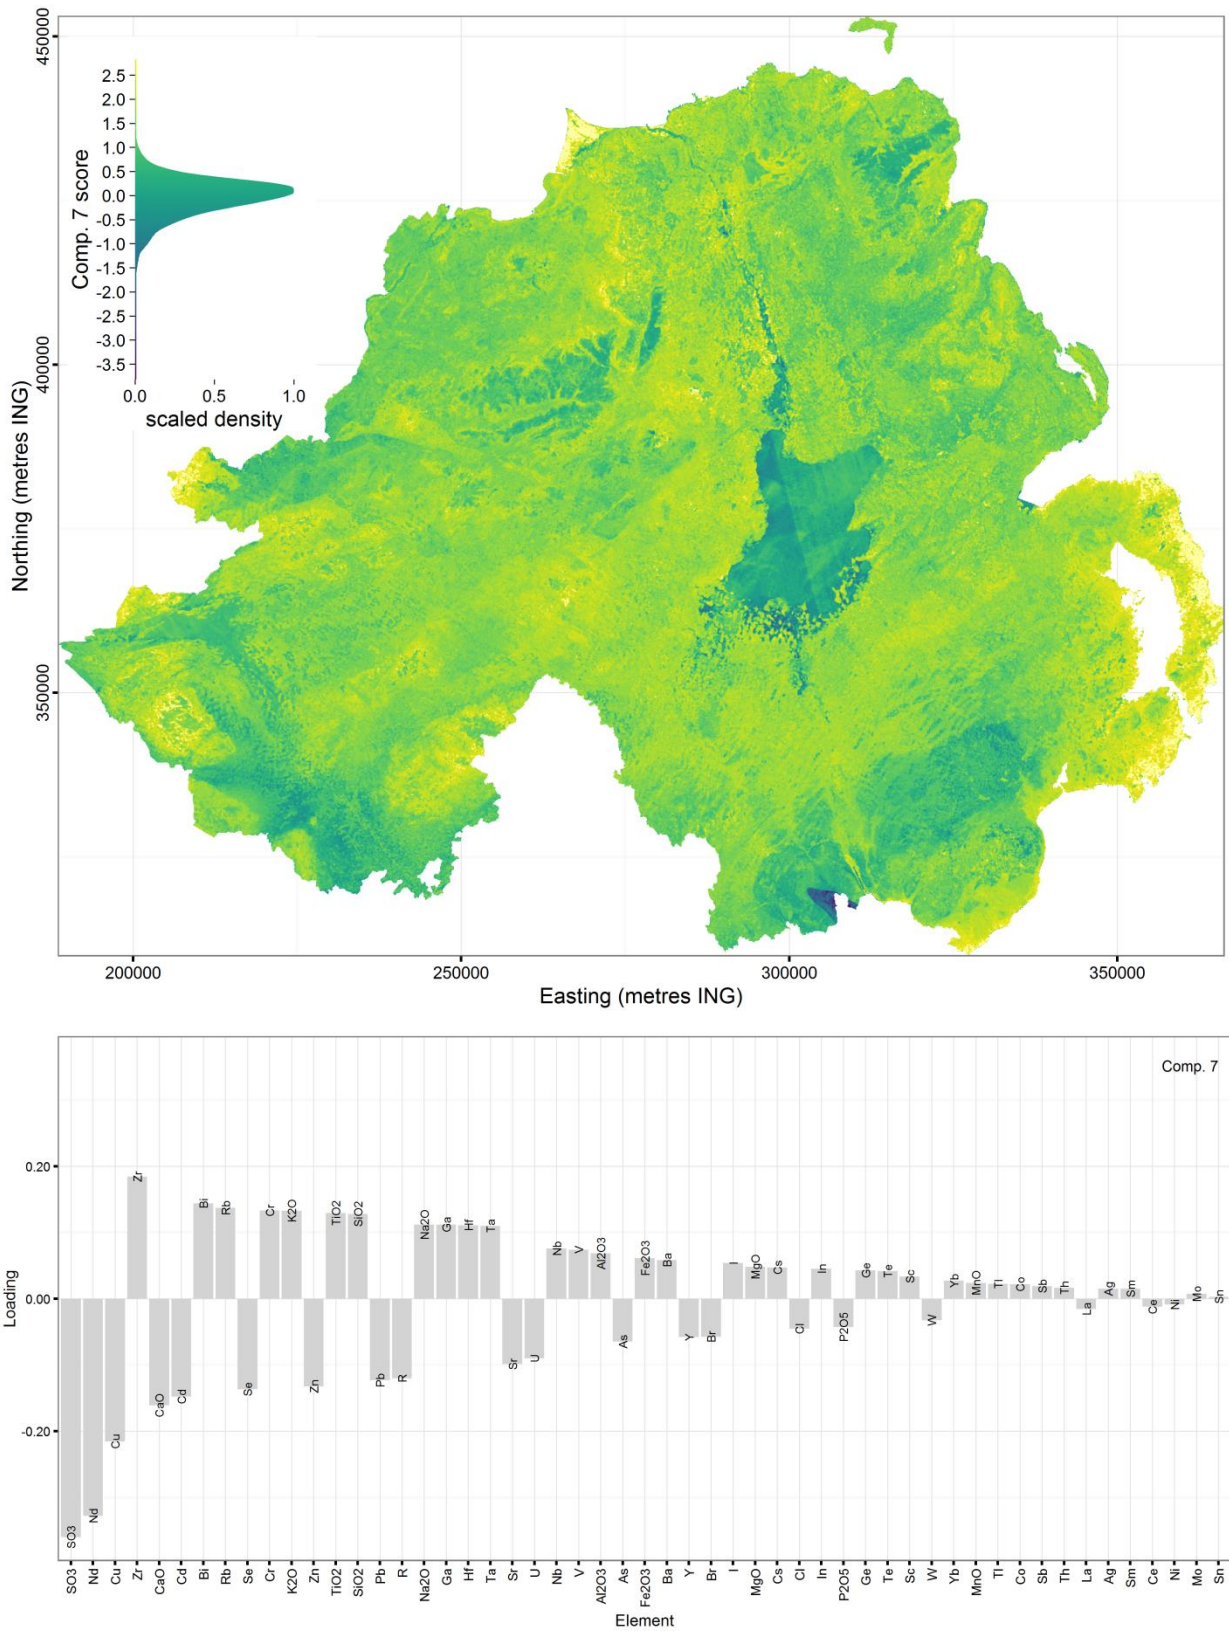 450000
400000
350000
Northing (metres ING)
2.5
2.0
1.5
1.0
0.5
0.0
-0.5
-1.0
-1.5
-2.0
-2.5
-3.0
-3.5
Comp. 7 score
0.0 0.5 1.0
scaled density
200000 250000 300000 350000
Easting (metres ING)
Comp. 7
0.20
0.00
-0.20
Loading
SO3 Nd Cu Zr CaO Cd Bi Rb Se Cr K2O Zn TiO2 SiO2 Pb R Na2O Ga Hf Ta Sr U Nb V Al2O3 As Fe2O3 Ba Y Br I MgO Cs Cl In P2O5 Ge Te Sc W Yb MnO Tl Co Sb Th La Ag Sm Ce Ni Mo Sn
SO3 Nd Cu Zr CaO Cd Bi Rb Se Cr K2O Zn TiO2 SiO2 Pb R Na2O Ga Hf Ta Sr U Nb V Al2O3 As Fe2O3 Ba Y Br I MgO Cs Cl In P2O5 Ge Te Sc W Yb MnO Tl Co Sb Th La Ag Sm Ce Ni Mo Sn
Element